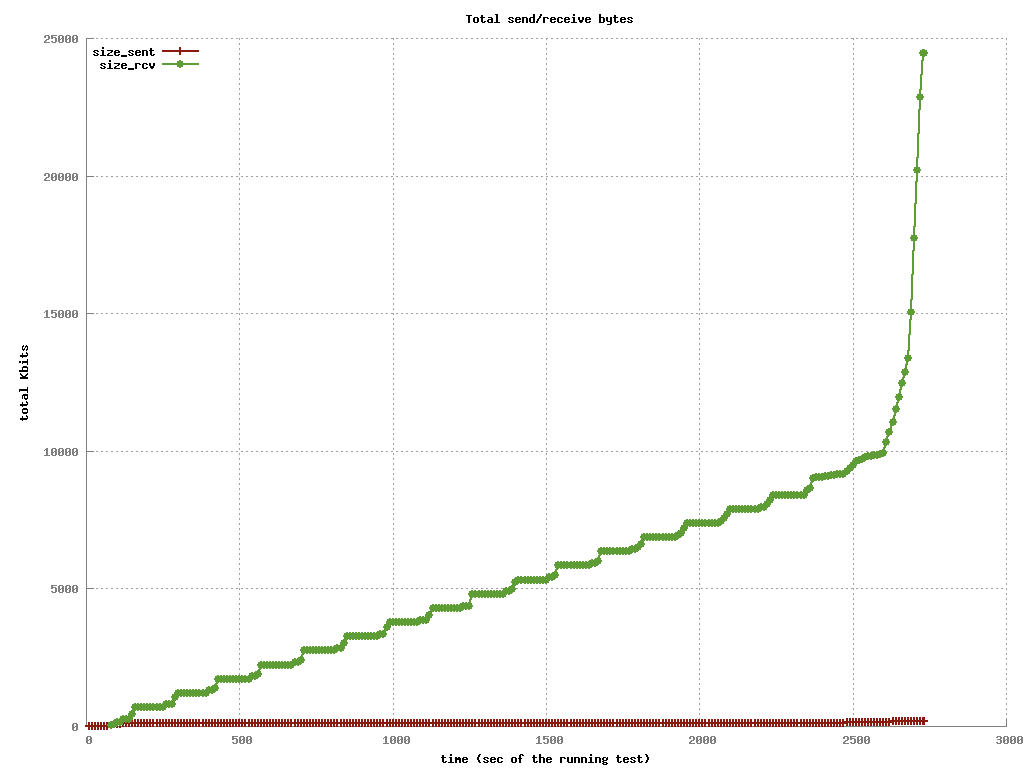 Total send/receive bytes
25000
size_sent
size_rcv
20000
15000
total Kbits
10000
5000
0
0 500 1000 1500 2000 2500 3000
time (sec of the running test)